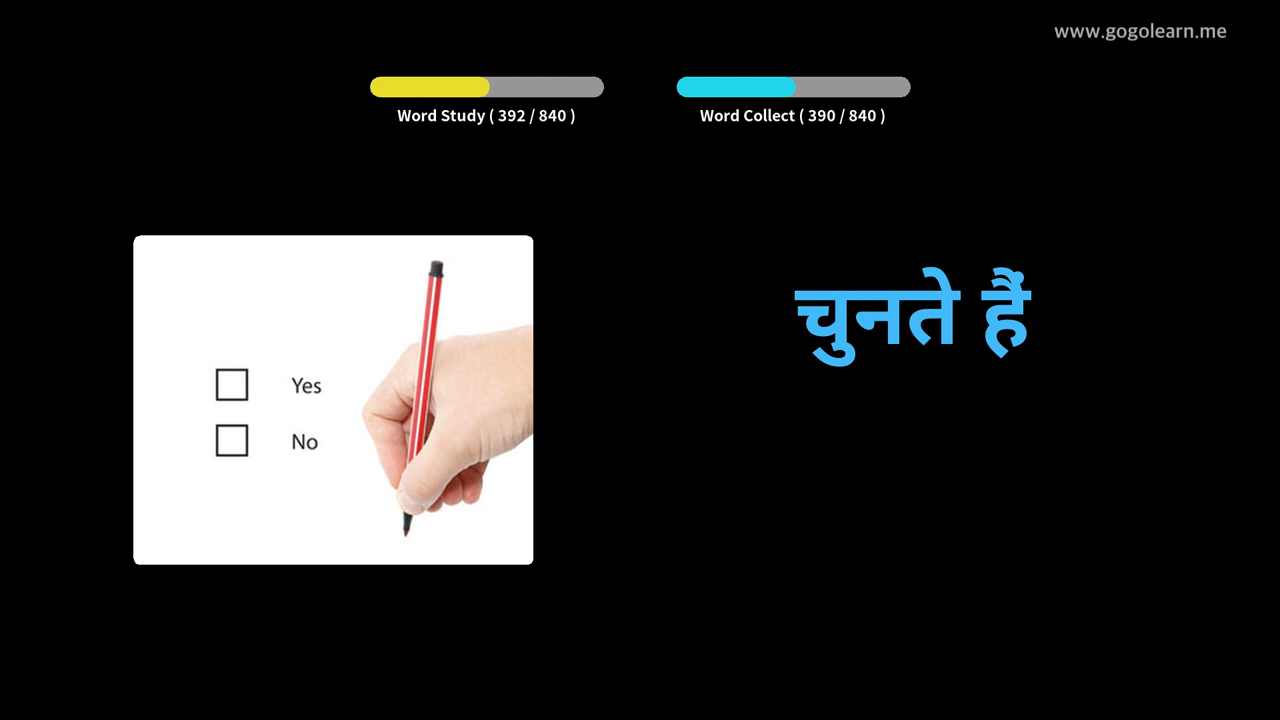 www.gogolearn.me
Word Study ( 392 / 840 )
Word Collect ( 390 / 840 )
चुनते हैं
Yes
No